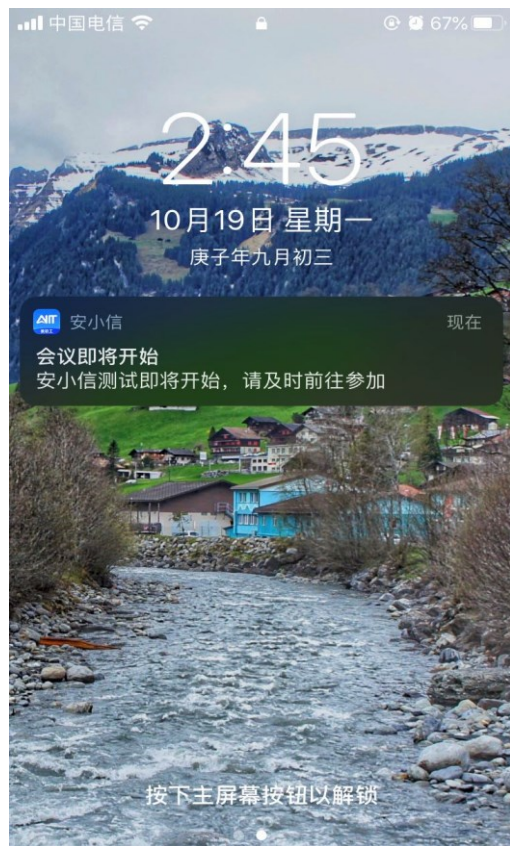 中国电信 67%
2:45
10月19日 星期一
庚子年九月初三
AIIT 安小信 现在
会议即将开始
安小信测试即将开始，请及时前往参加
按下主屏幕按钮以解锁